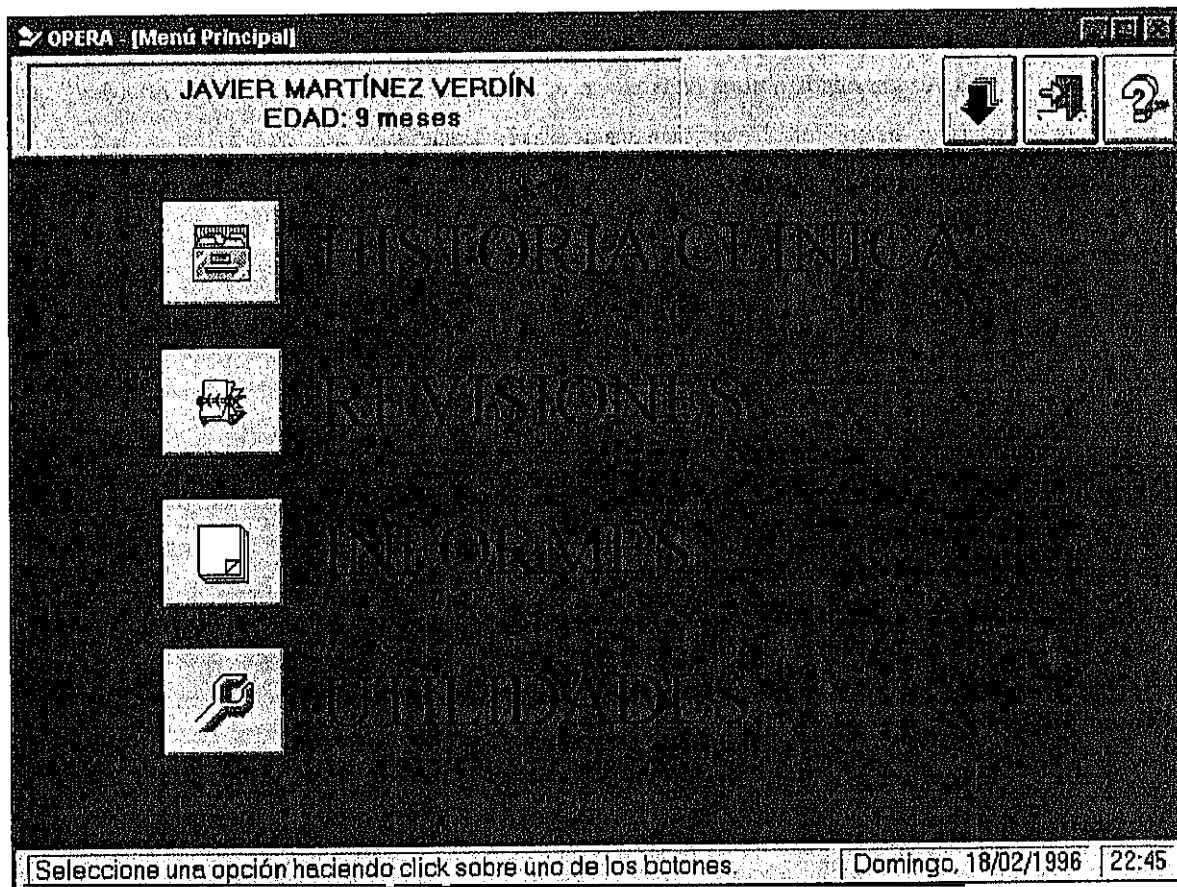 OPERA - [Menú Principal]
JAVIER MARTÍNEZ VERDÍN
EDAD: 9 meses
HISTORIA CLINICA
REVISIONES
INFORMES
UTILIDADES
Seleccione una opción haciendo click sobre uno de los botones.
Domingo, 18/02/1996
22:45